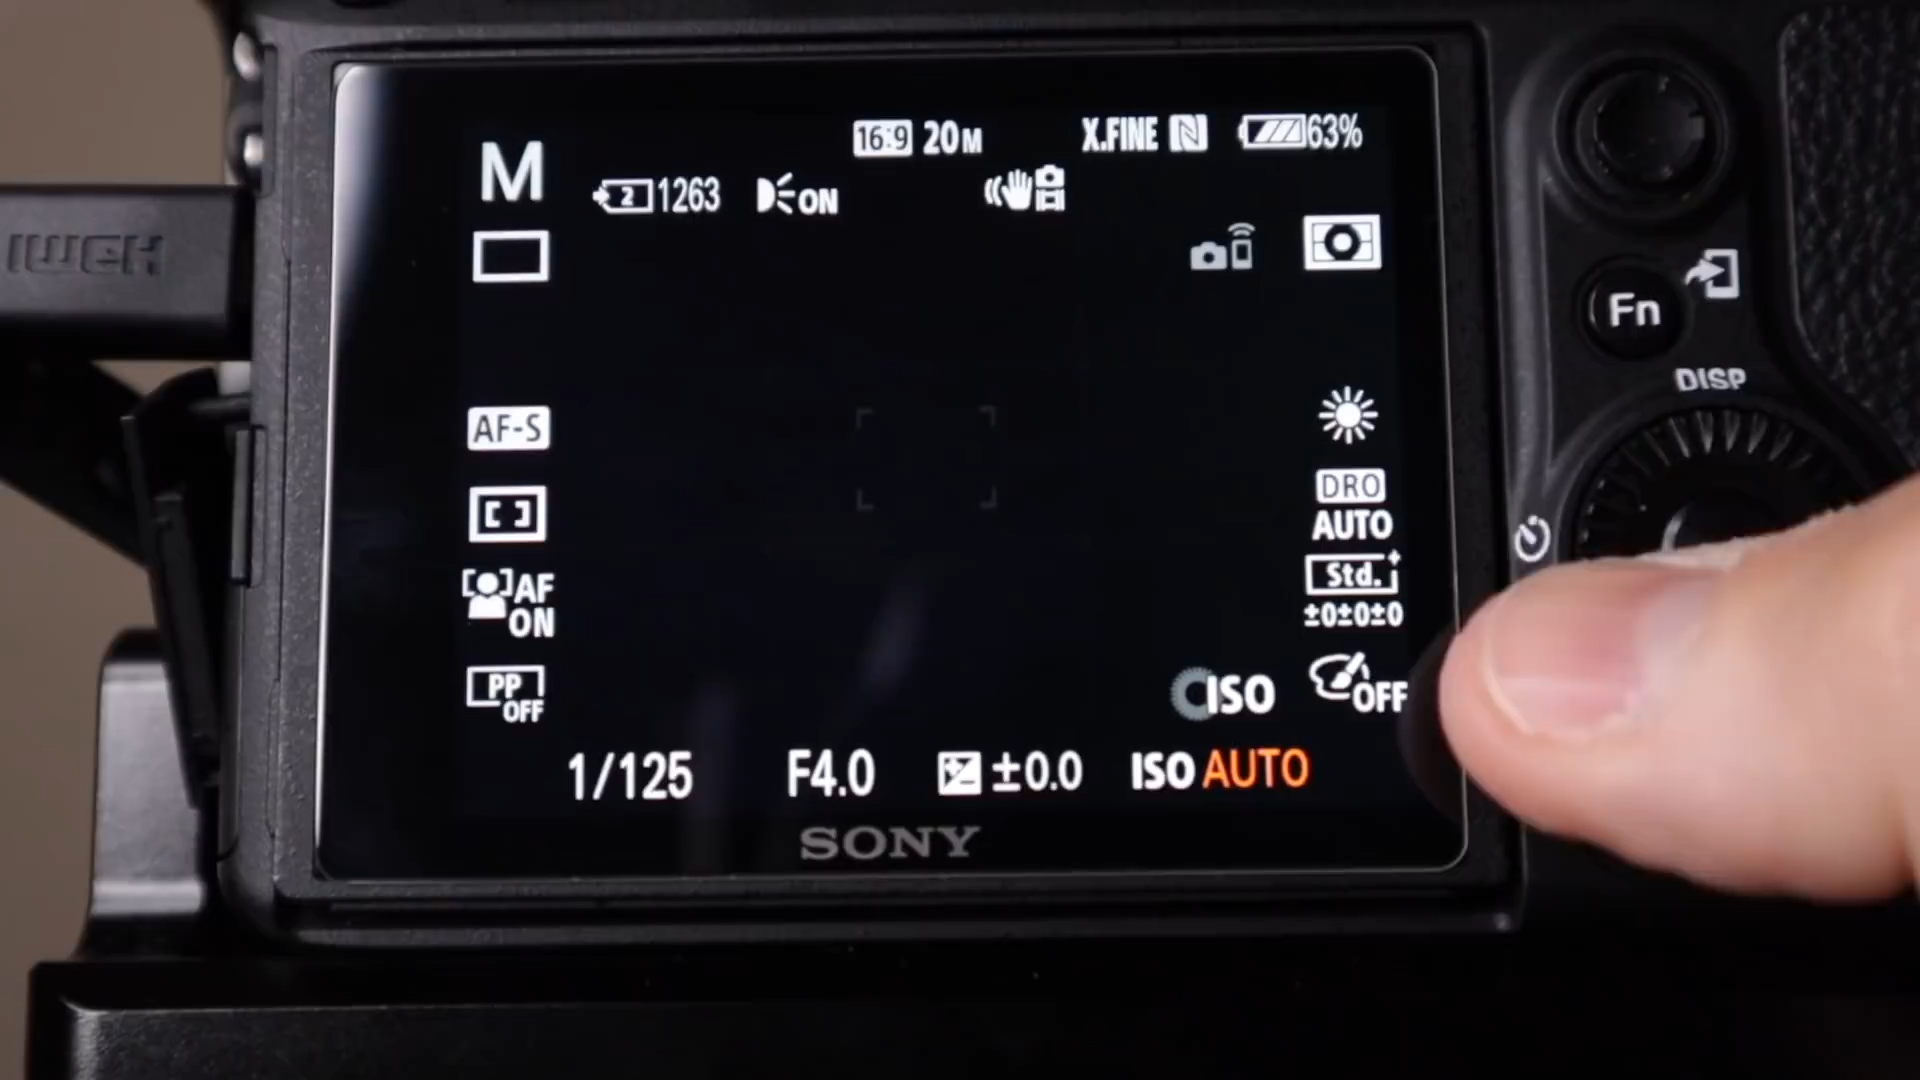 16:9 20M X.FINE N 63%
M
2 1263 ON
HDMI
Fn
DISP
AF-S
DRO
AUTO
Std.
±0±0±0
AF
ON
PP
OFF
ISO OFF
1/125 F4.0 ±0.0 ISO AUTO
SONY